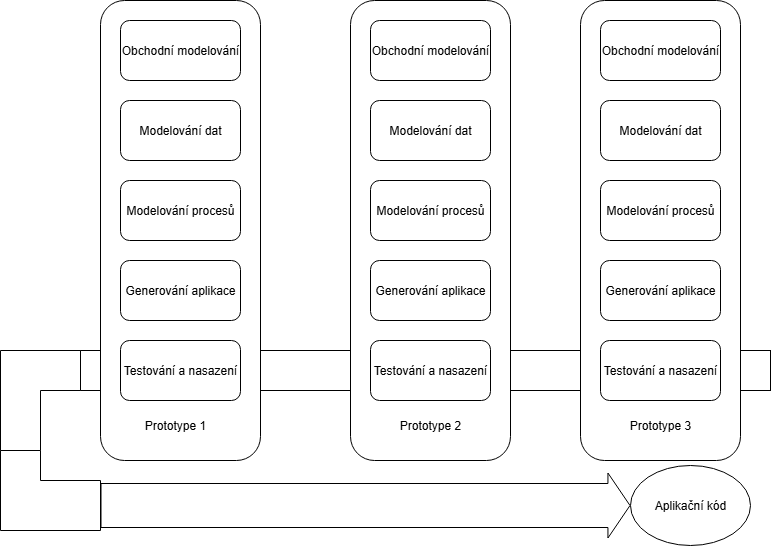 Obchodní modelování
Modelování dat
Modelování procesů
Generování aplikace
Testování a nasazení
Prototype 1
Obchodní modelování
Modelování dat
Modelování procesů
Generování aplikace
Testování a nasazení
Prototype 2
Obchodní modelování
Modelování dat
Modelování procesů
Generování aplikace
Testování a nasazení
Prototype 3
Aplikační kód